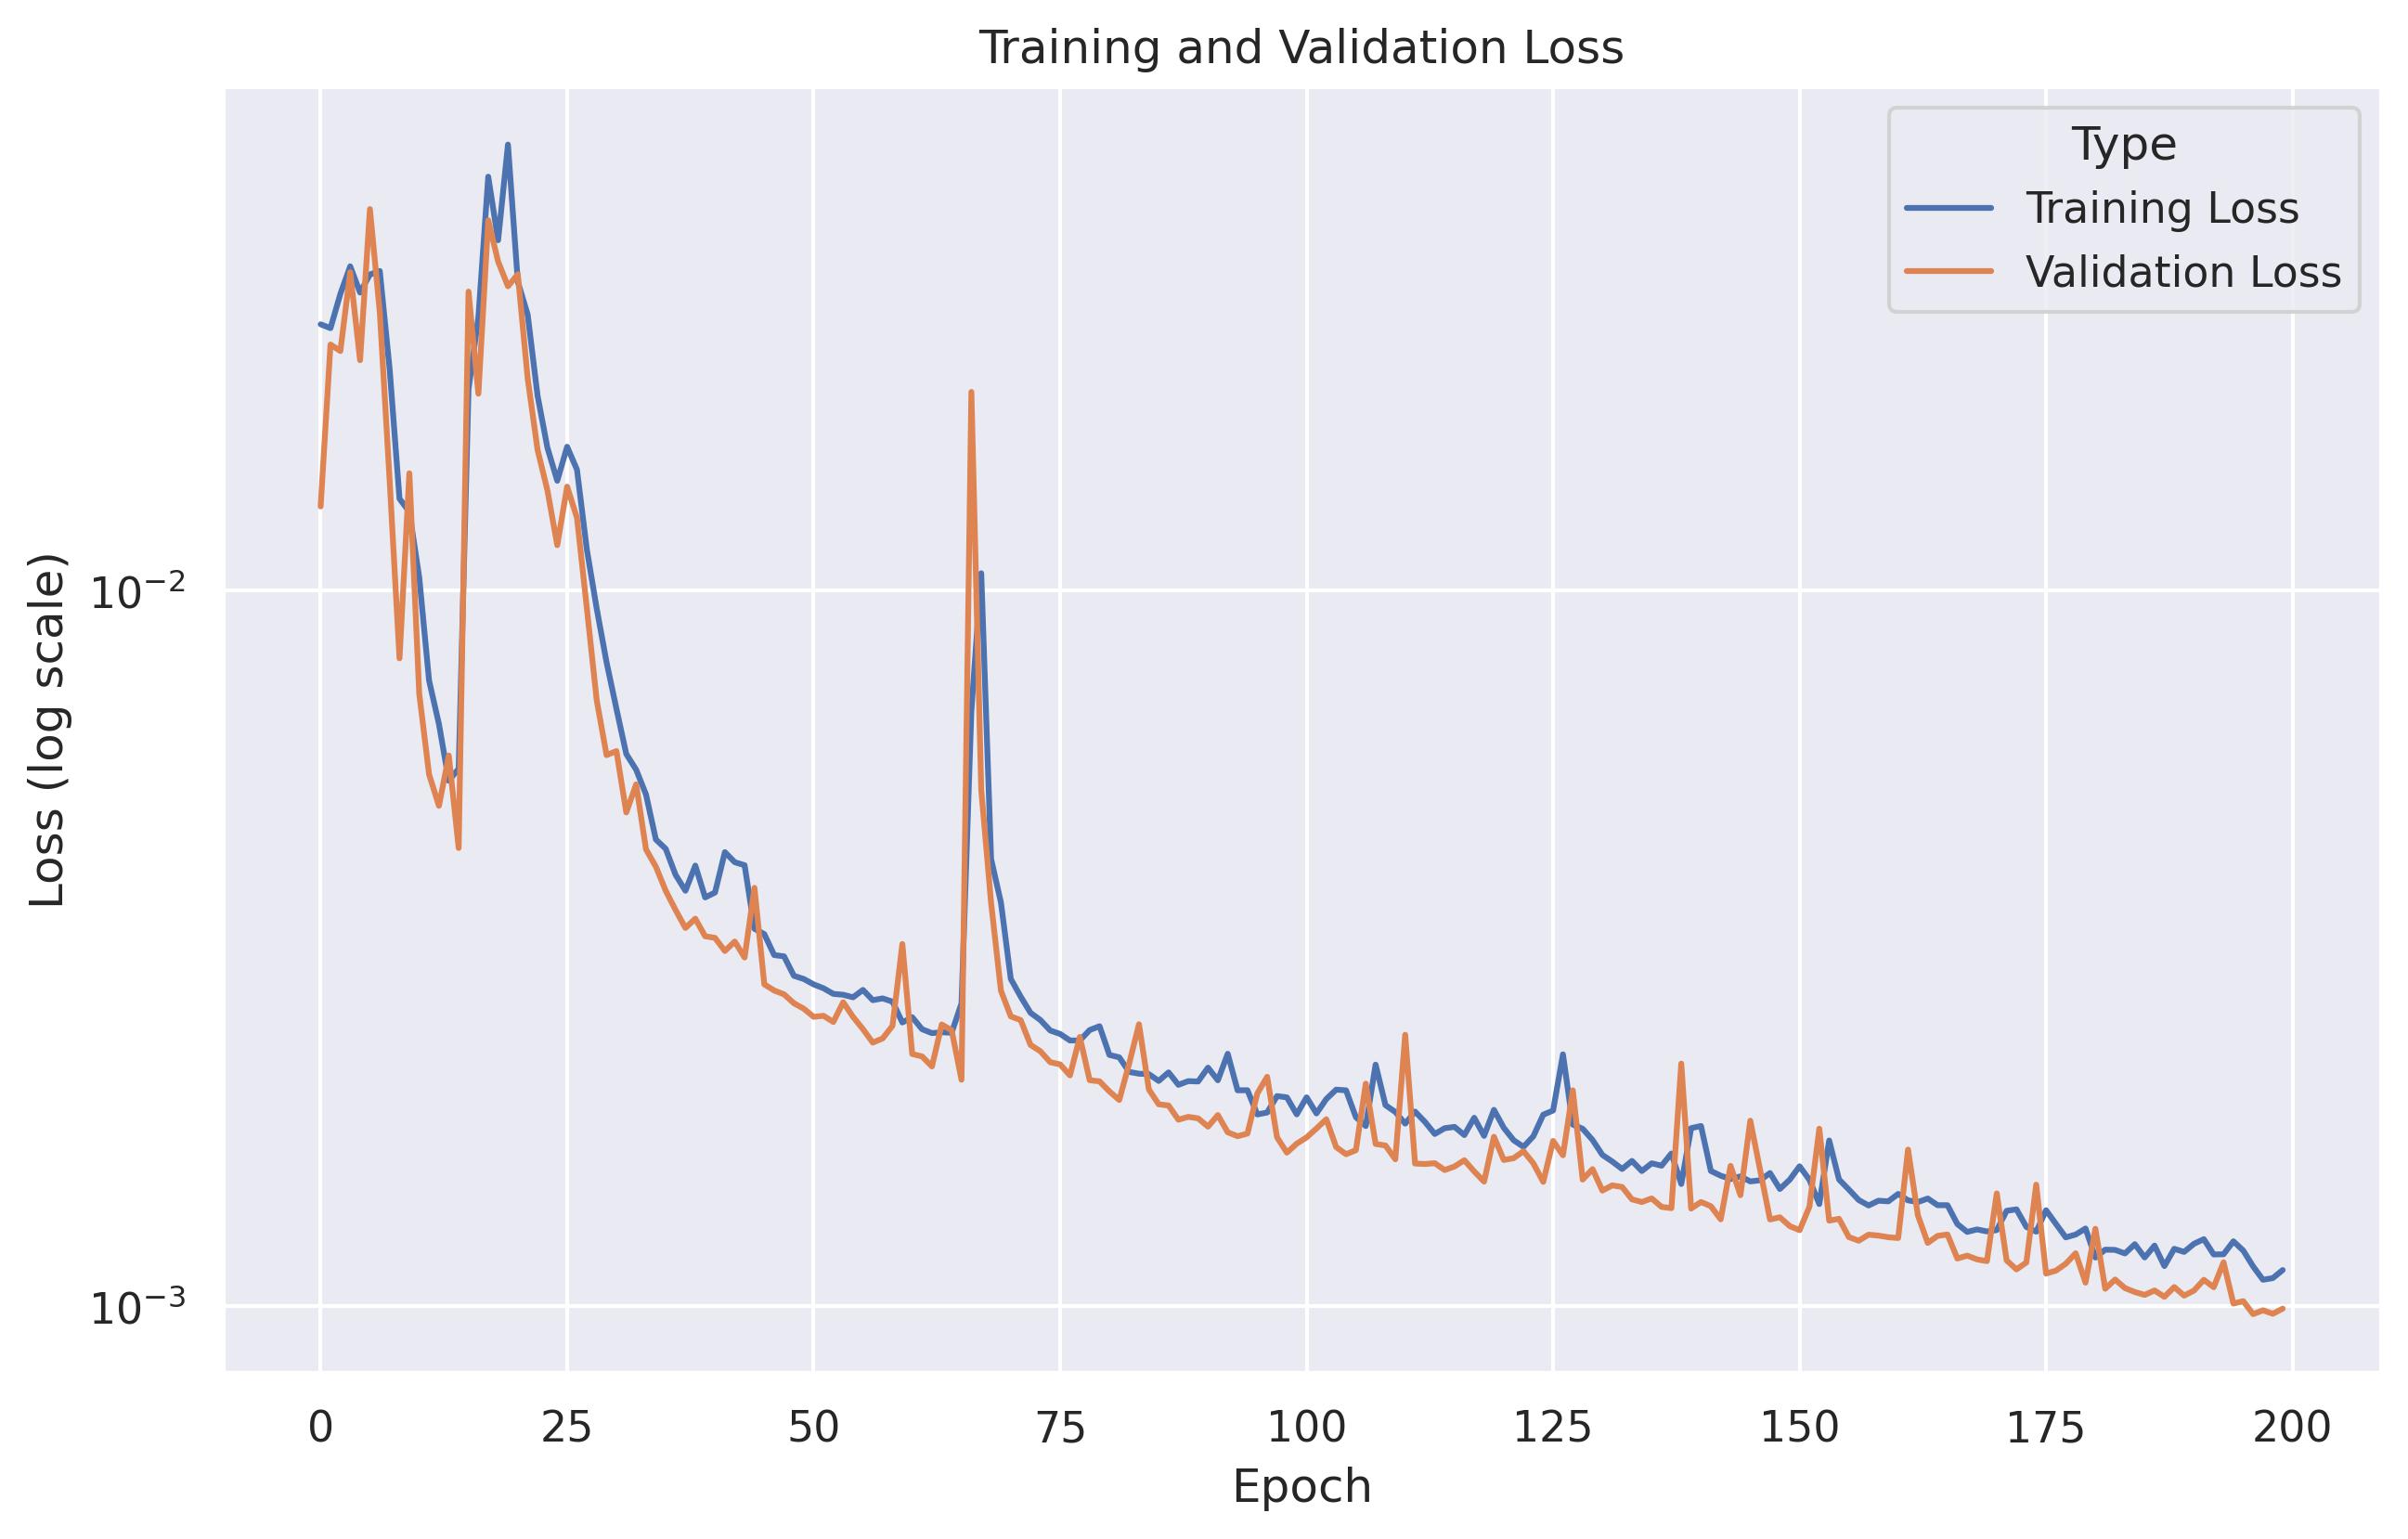 Training and Validation Loss
Type
Training Loss
Validation Loss
Loss (log scale)
10⁻²
10⁻³
0 25 50 75 100 125 150 175 200
Epoch